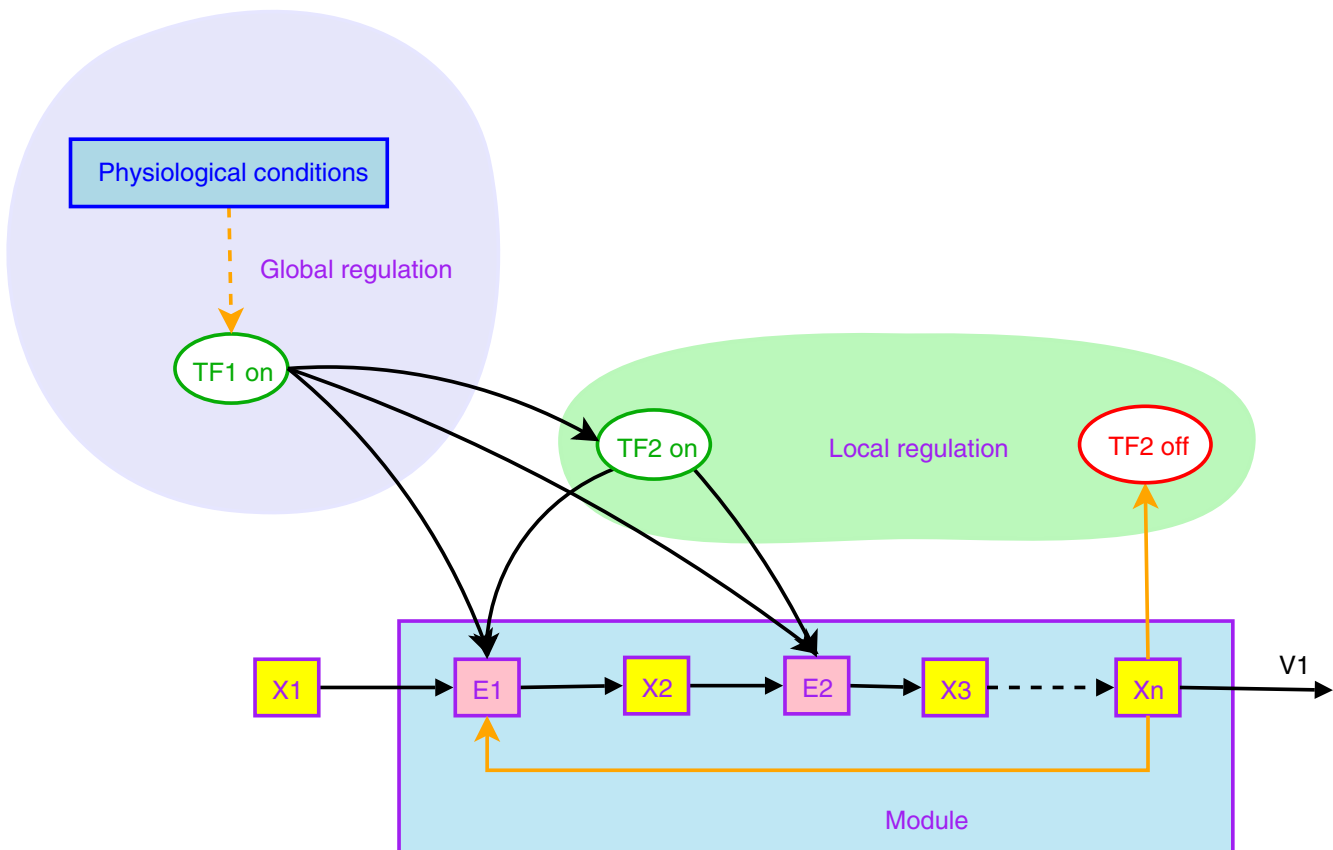 Physiological conditions
Global regulation
TF1 on
TF2 on
Local regulation
TF2 off
X1
E1
X2
E2
X3
Xn
V1
Module